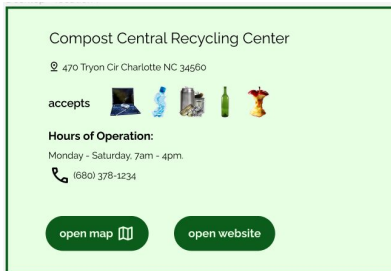 Compost Central Recycling Center
470 Tryon Cir Charlotte NC 34560
accepts
Hours of Operation:
Monday - Saturday, 7am - 4pm.
(680) 378-1234
open map
open website